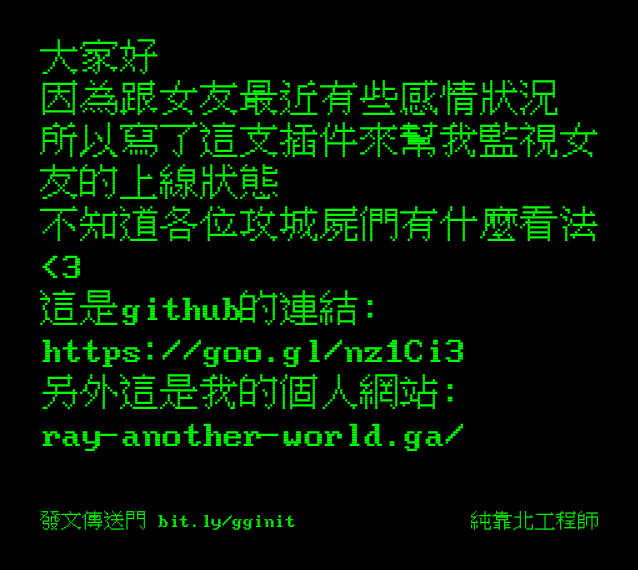 大家好
因為跟女友最近有些感情狀況
所以寫了這支插件來幫我監視女
友的上線狀態
不知道各位攻城屍們有什麼看法
<3
這是github的連結:
https://goo.gl/nz1Ci3
另外這是我的個人網站:
ray-another-world.ga/
發文傳送門 bit.ly/gginit
純靠北工程師